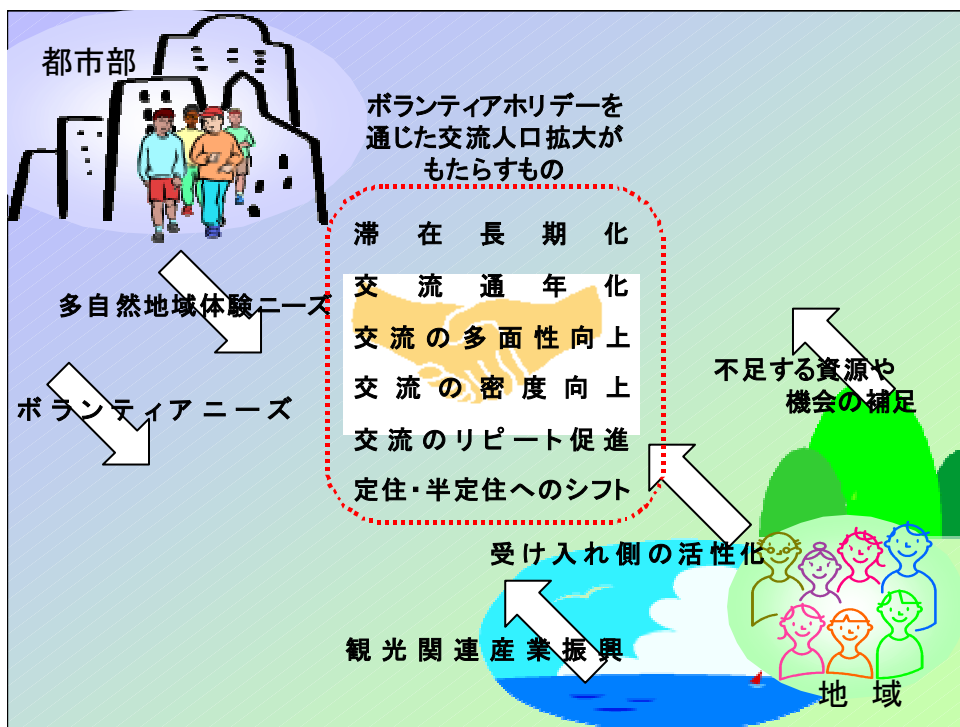 都市部
ボランティアホリデーを
通じた交流人口拡大が
もたらすもの
滞在長期化
交流通年化
交流の多面性向上
交流の密度向上
交流のリピート促進
定住・半定住へのシフト
多自然地域体験ニーズ
ボランティアニーズ
不足する資源や
機会の補足
受け入れ側の活性化
観光関連産業振興
地域